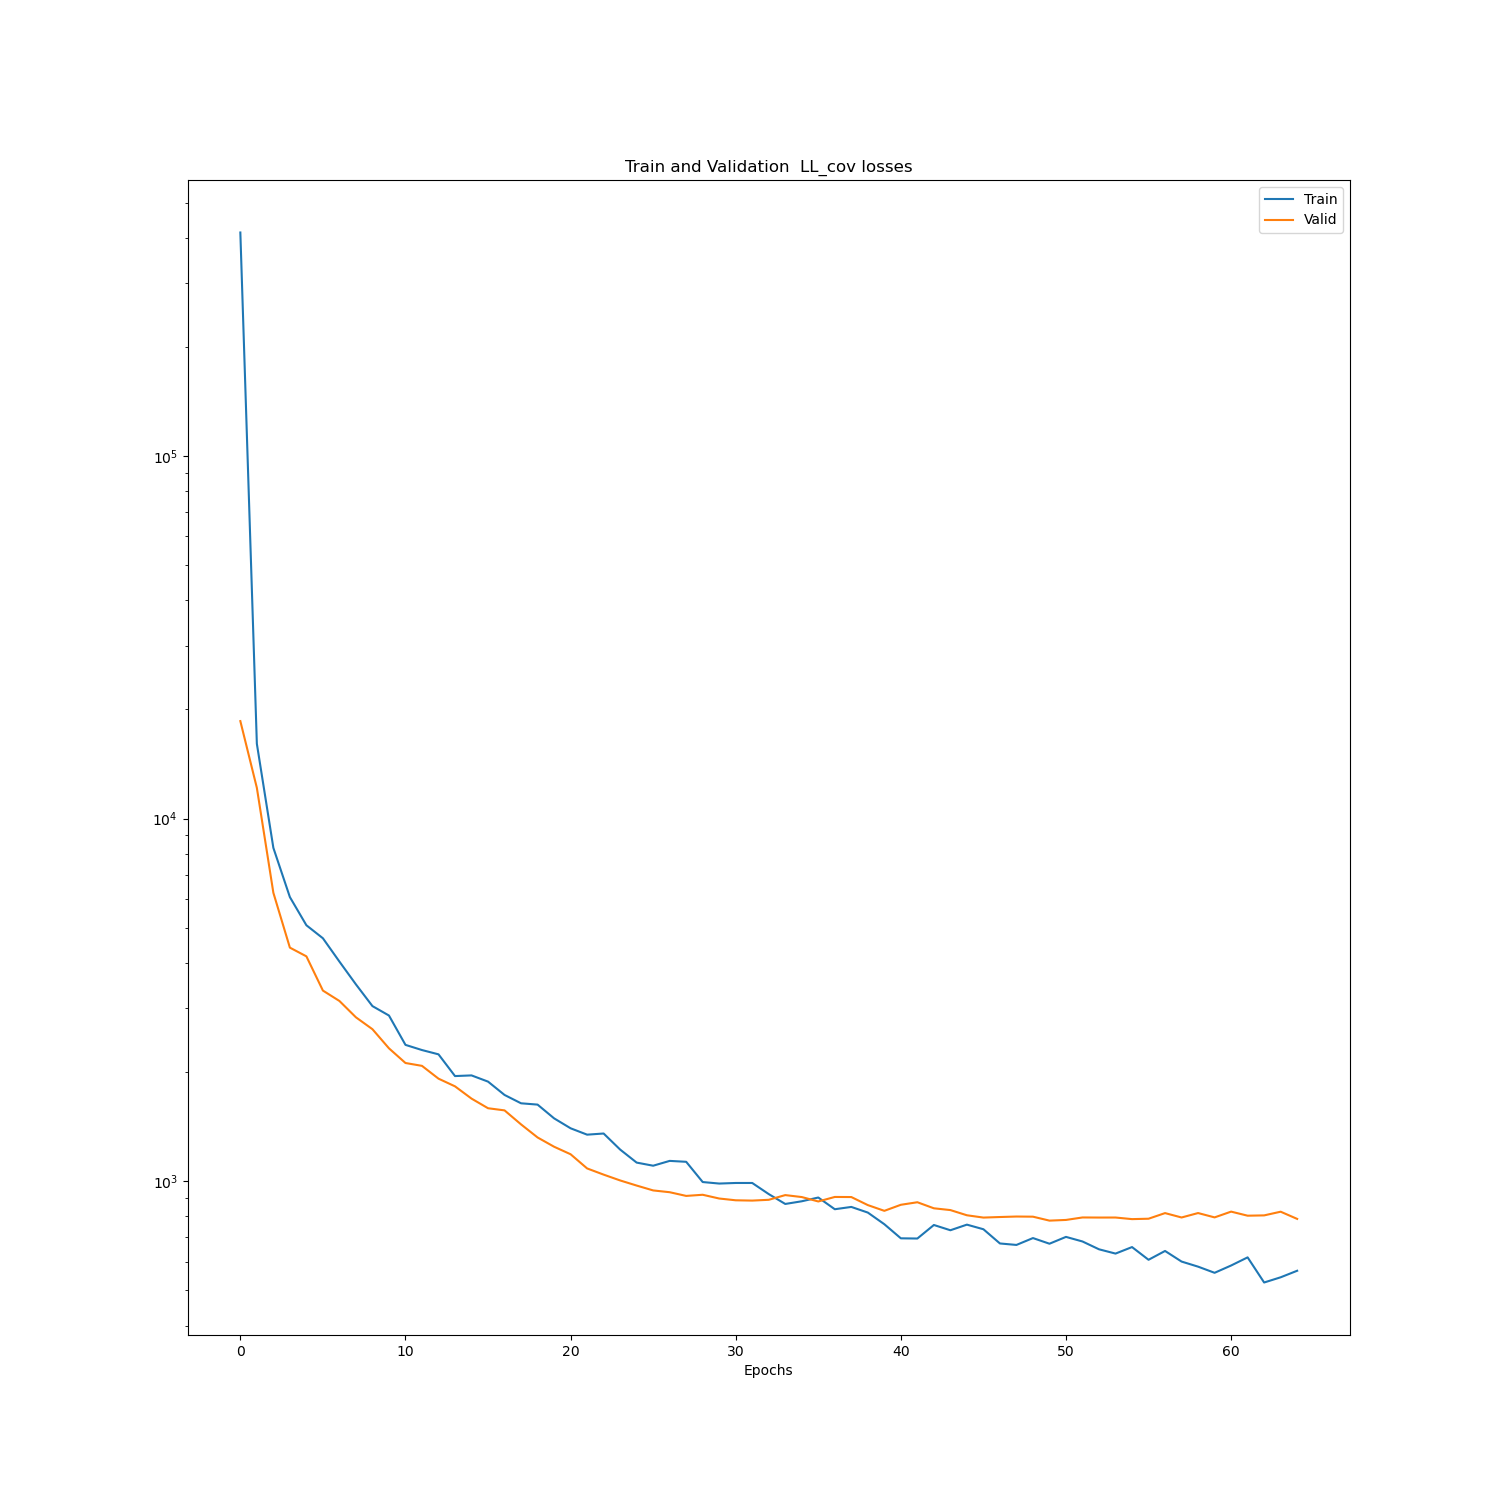 Train and Validation  LL_cov losses
Train
Valid
10⁵
10⁴
10³
0 10 20 30 40 50 60
Epochs